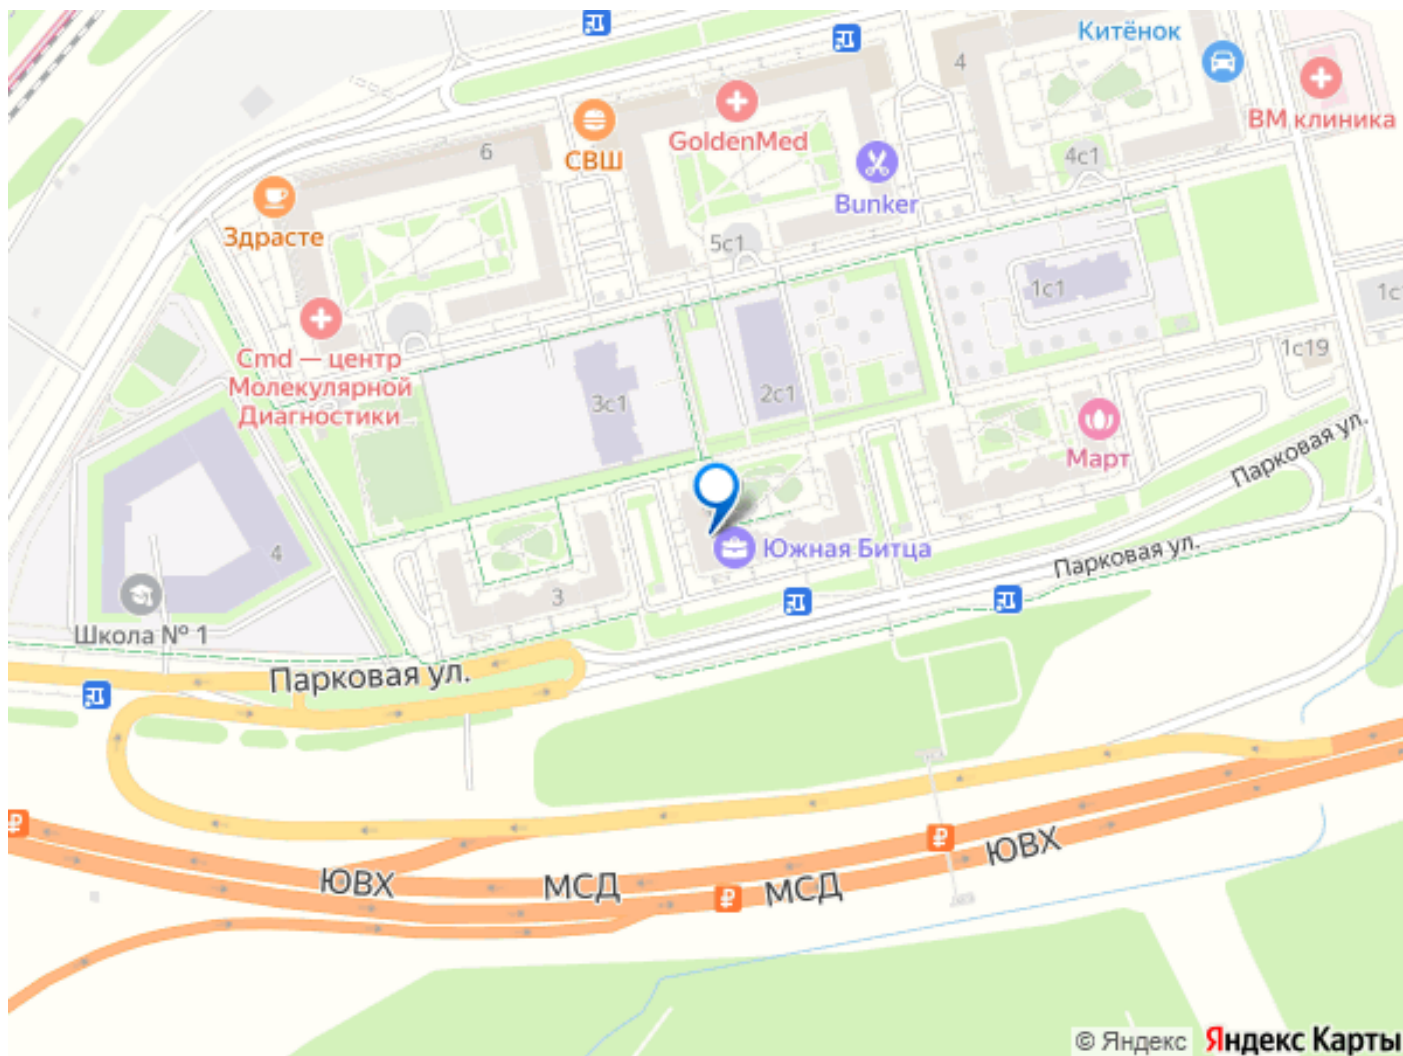 Китёнок
4
ВМ клиника
GoldenMed
СВШ
6
4с1
Bunker
Здрасте
5с1
1с1
Cmd — центр
Молекулярной
Диагностики
3с1
2с1
1с19
Март
Парковая ул.
Южная Битца
Парковая ул.
4
3
Школа № 1
Парковая ул.
ЮВХ
МСД
МСД
ЮВХ
© Яндекс Яндекс Карты